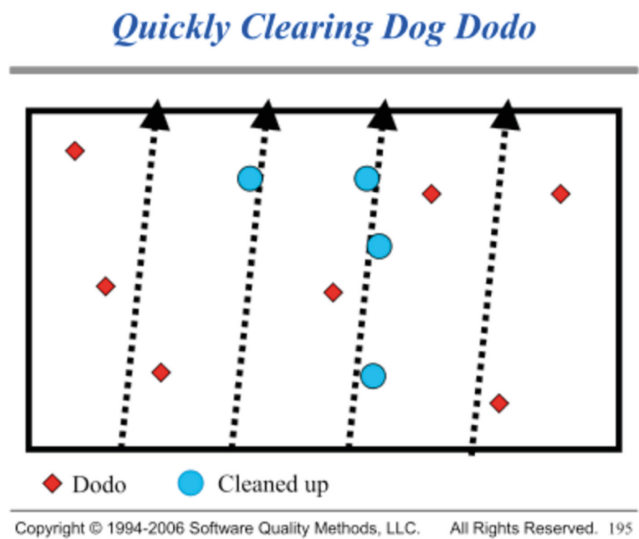 Quickly Clearing Dog Dodo
Dodo Cleaned up
Copyright © 1994-2006 Software Quality Methods, LLC. All Rights Reserved. 195